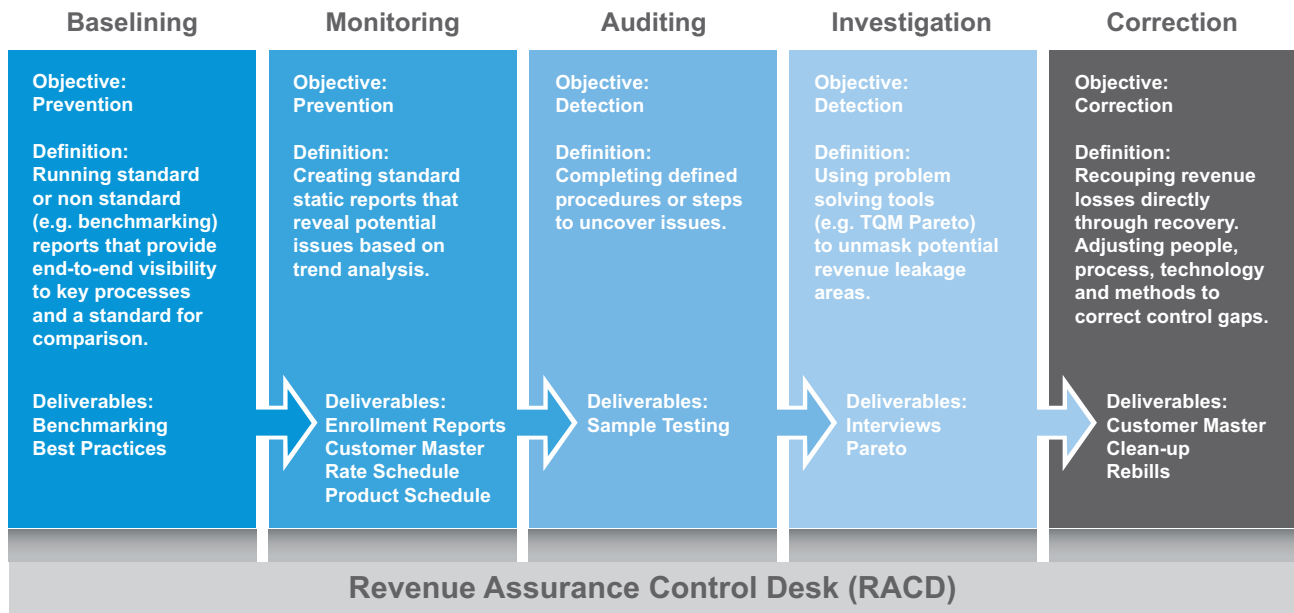 Baselining
Objective:
Prevention
Definition:
Running standard
or non standard
(e.g. benchmarking)
reports that provide
end-to-end visibility
to key processes
and a standard for
comparison.
Deliverables:
Benchmarking
Best Practices
Monitoring
Objective:
Prevention
Definition:
Creating standard
static reports that
reveal potential
issues based on
trend analysis.
Deliverables:
Enrollment Reports
Customer Master
Rate Schedule
Product Schedule
Auditing
Objective:
Detection
Definition:
Completing defined
procedures or steps
to uncover issues.
Deliverables:
Sample Testing
Investigation
Objective:
Detection
Definition:
Using problem
solving tools
(e.g. TQM Pareto)
to unmask potential
revenue leakage
areas.
Deliverables:
Interviews
Pareto
Correction
Objective:
Correction
Definition:
Recouping revenue
losses directly
through recovery.
Adjusting people,
process, technology
and methods to
correct control gaps.
Deliverables:
Customer Master
Clean-up
Rebills
Revenue Assurance Control Desk (RACD)